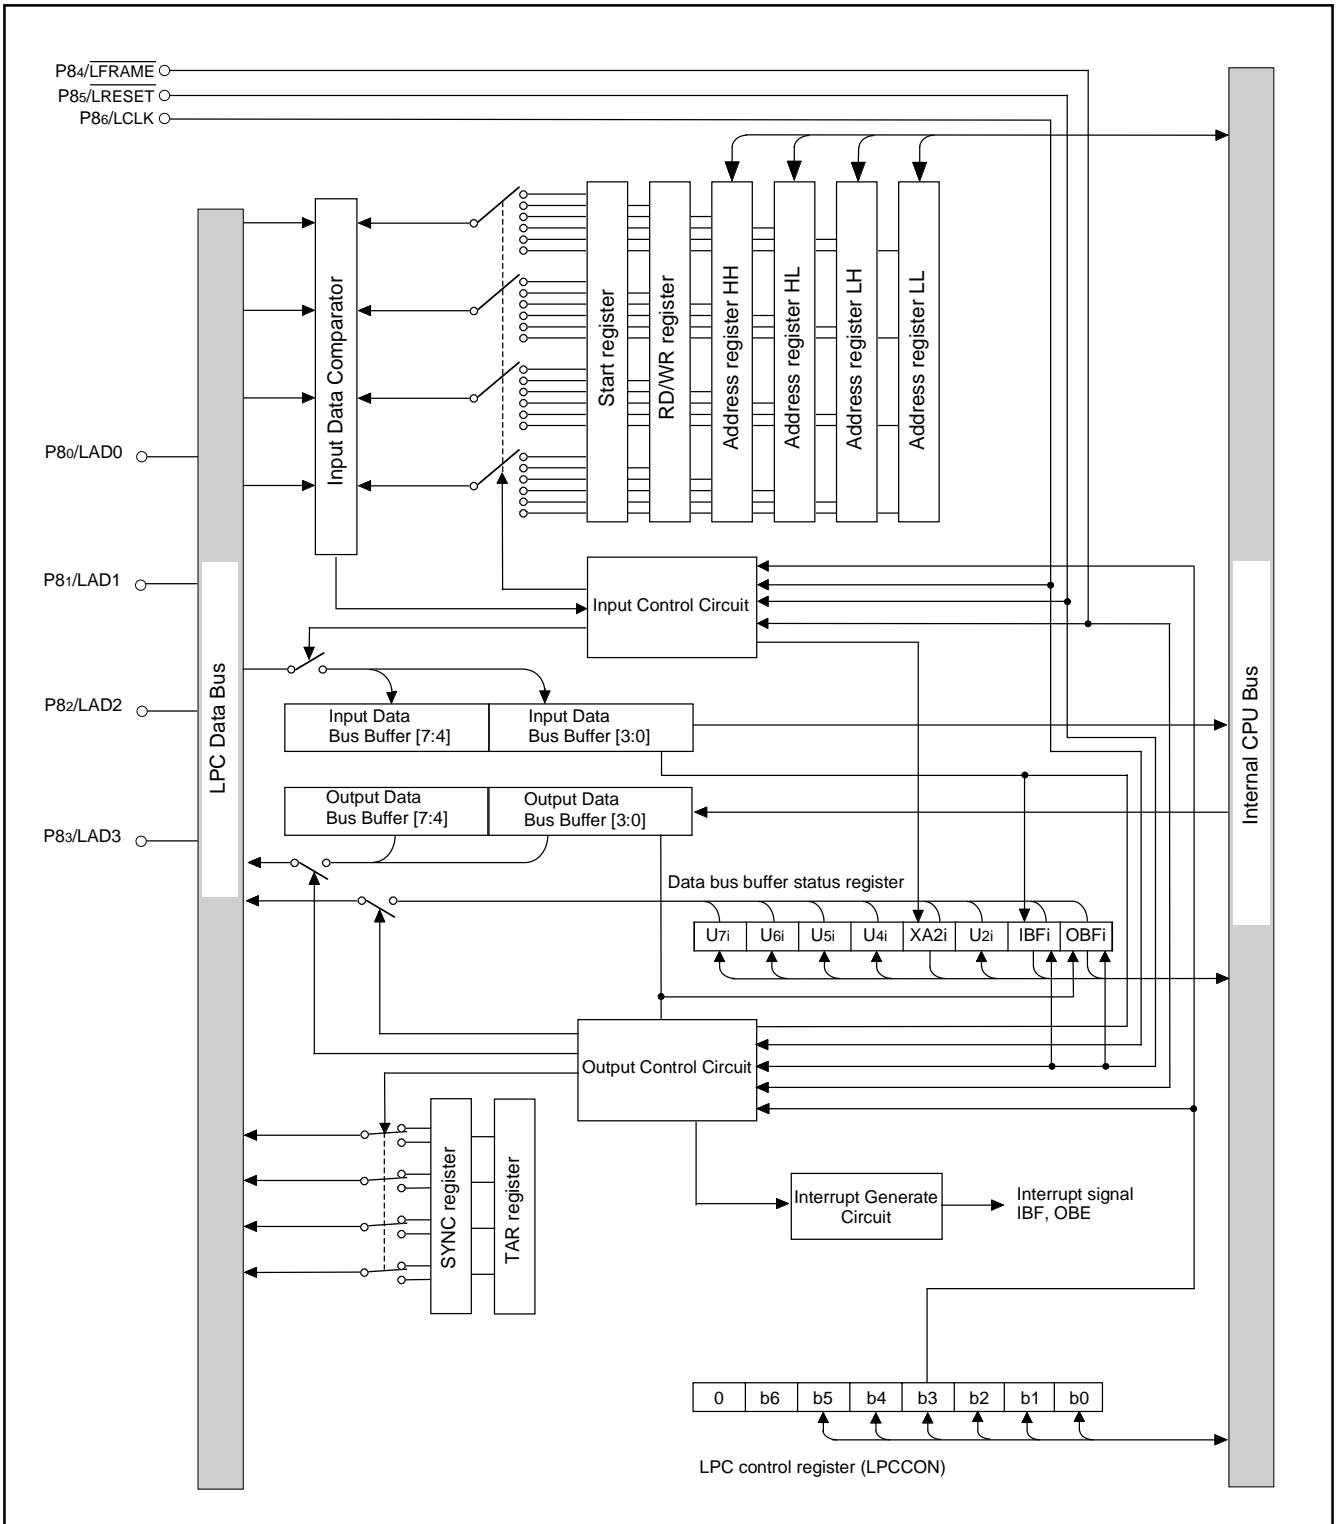 P84/LFRAME
P85/LRESET
P86/LCLK
Input Data Comparator
Start register
RD/WR register
Address register HH
Address register HL
Address register LH
Address register LL
P80/LAD0
P81/LAD1
P82/LAD2
P83/LAD3
LPC Data Bus
Internal CPU Bus
Input Control Circuit
Input Data
Bus Buffer [7:4]
Input Data
Bus Buffer [3:0]
Output Data
Bus Buffer [7:4]
Output Data
Bus Buffer [3:0]
Data bus buffer status register
U7i U6i U5i U4i XA2i U2i IBFi OBFi
Output Control Circuit
SYNC register
TAR register
Interrupt Generate
Circuit
Interrupt signal
IBF, OBE
0 b6 b5 b4 b3 b2 b1 b0
LPC control register (LPCCON)